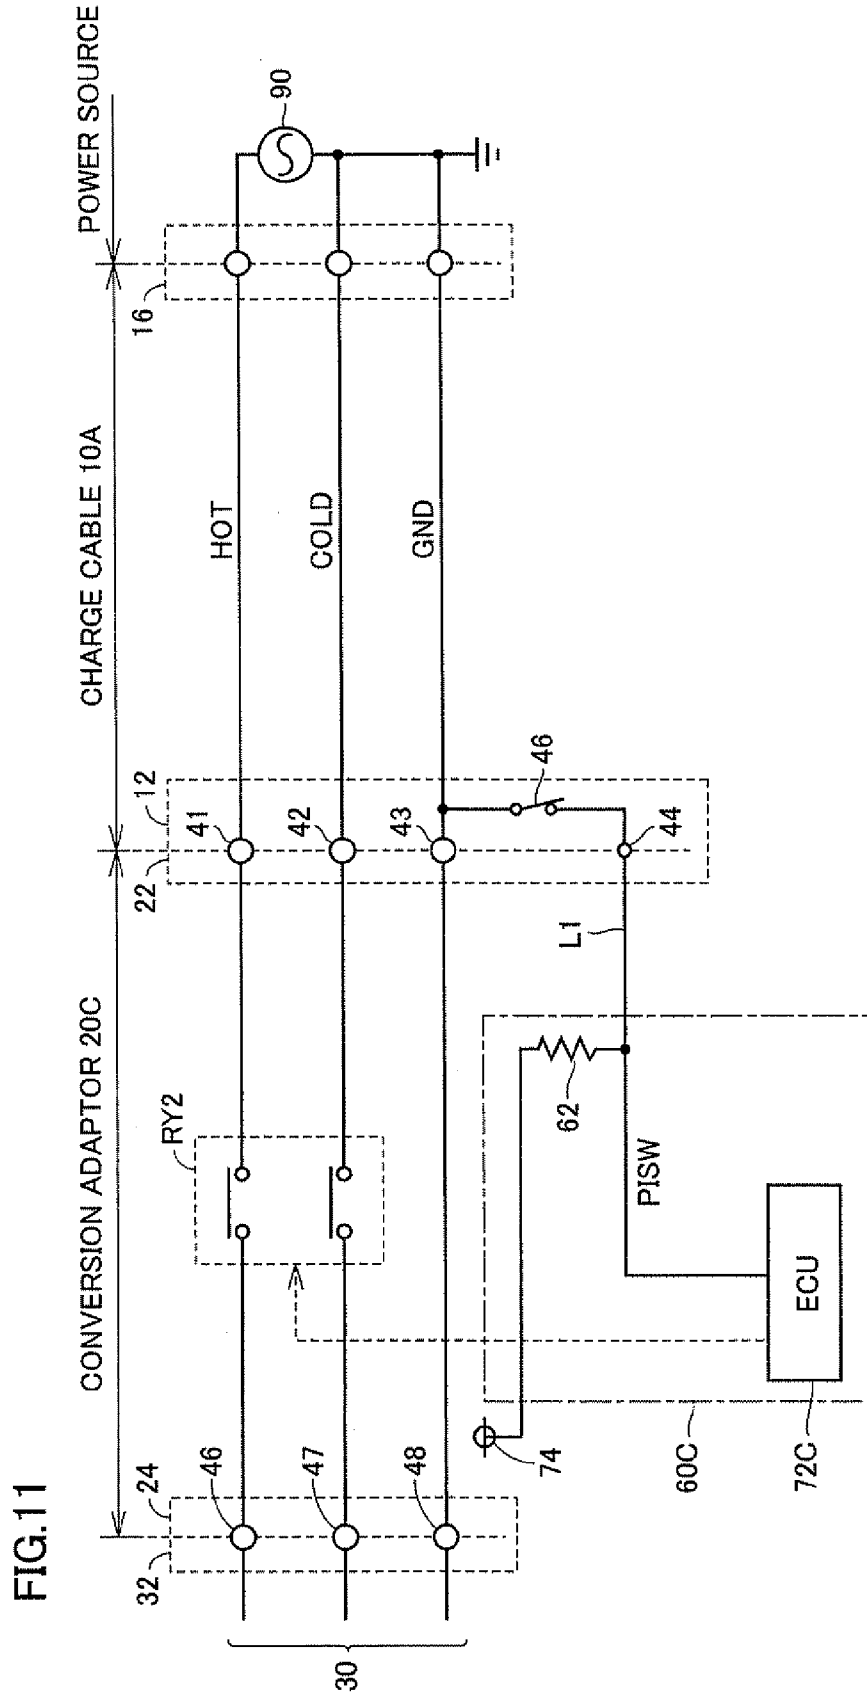 FIG.11
CONVERSION ADAPTOR 20C
CHARGE CABLE 10A
POWER SOURCE
32
24
22
12
16
RY2
46
47
48
41
42
43
HOT
COLD
GND
90
30
46
44
L1
74
62
PISW
60C
72C
ECU